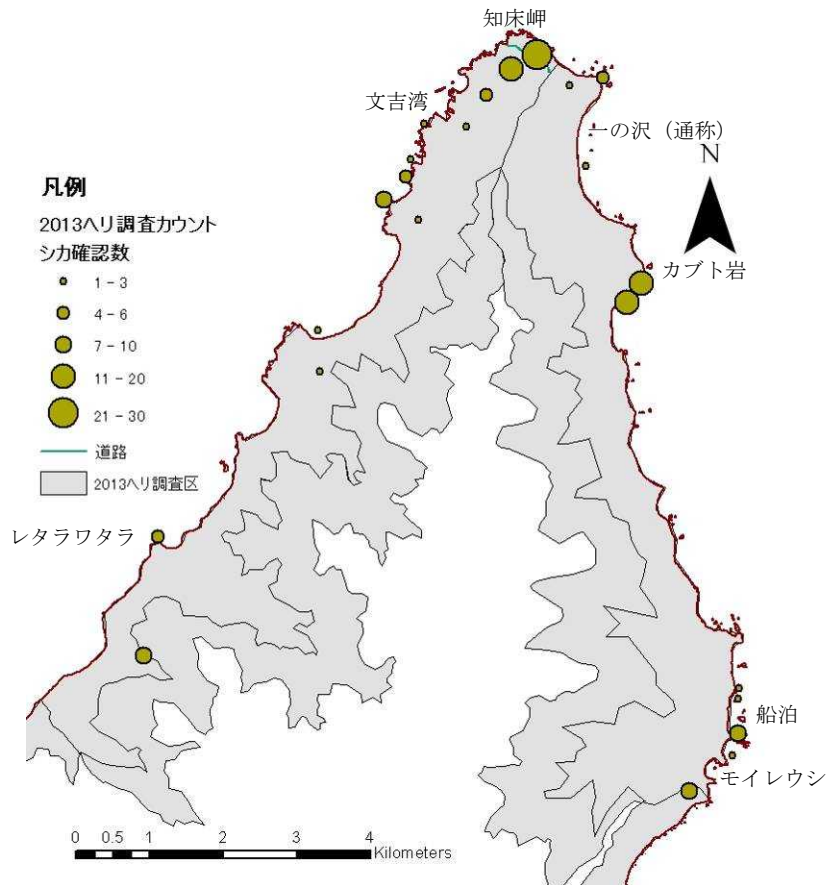 知床岬
文吉湾
一の沢（通称）
N
凡例
2013ヘリ調査カウント
シカ確認数
1 - 3
4 - 6
7 - 10
11 - 20
21 - 30
道路
2013ヘリ調査区
カブト岩
レタラワタラ
船泊
モイレウシ
0 0.5 1 2 3 4
Kilometers